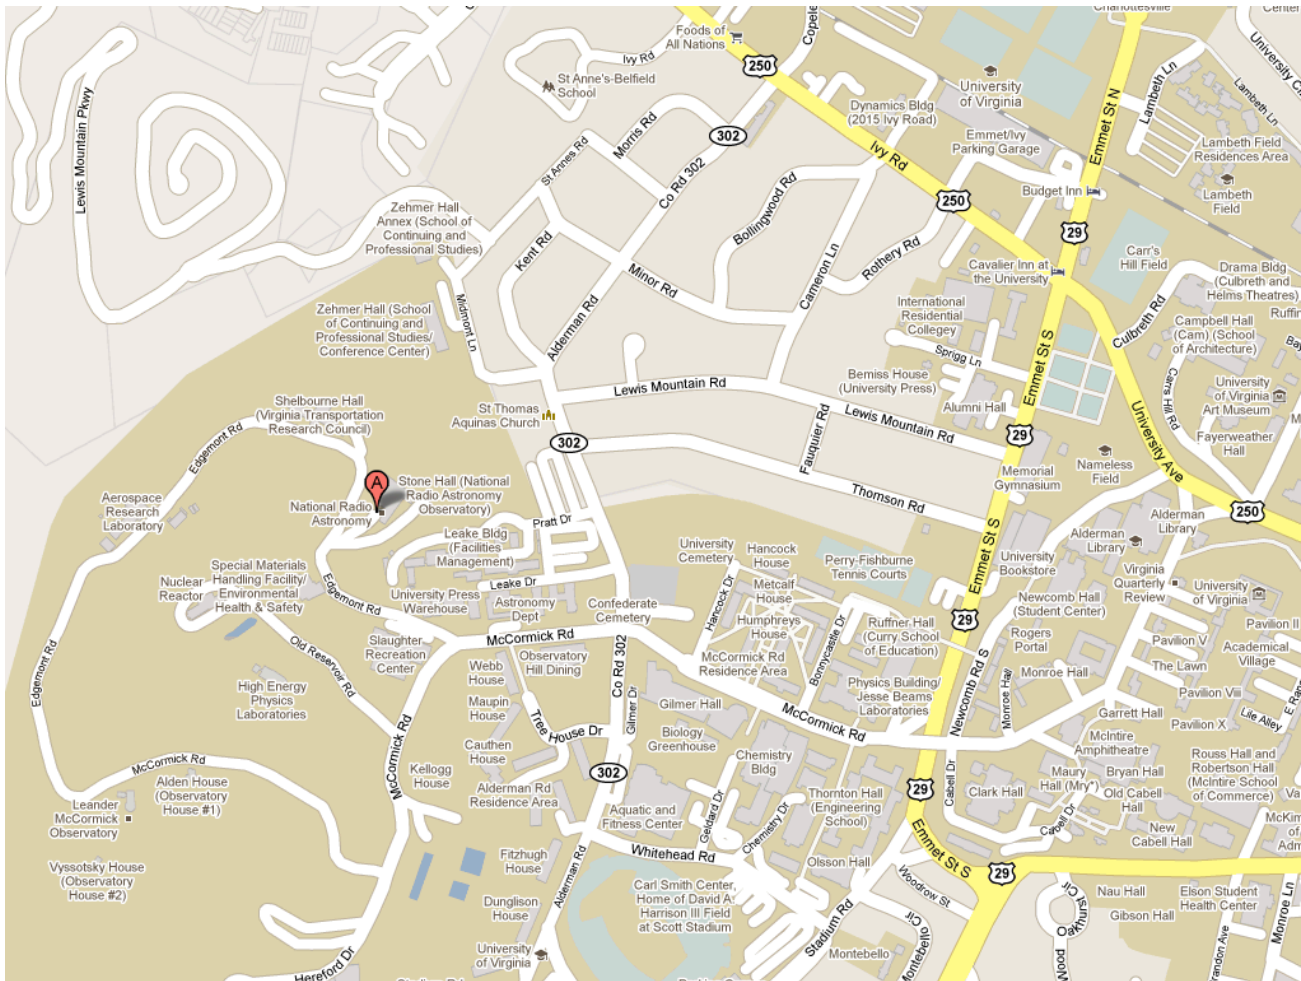 Charlottesville
Center
Foods of
All Nations
Copele
Ivy Rd
250
St Anne's-Belfield
School
University
of Virginia
Dynamics Bldg
(2015 Ivy Road)
Emmet/Ivy
Parking Garage
Lambeth Ln
Lambeth Ln
Emmet St N
Lambeth Field
Residences Area
Lambeth
Field
Lewis Mountain Pkwy
Morris Rd
302
St Annes Rd
Co Rd 302
Ivy Rd
Bollingwood Rd
250
Budget Inn
29
Zehmer Hall
Annex (School of
Continuing and
Professional Studies)
Kent Rd
Minor Rd
Cameron Ln
Rothery Rd
Cavalier Inn at
the University
Carr's
Hill Field
Drama Bldg
(Culbreth and
Helms Theatres)
Ruffin
Culbreth Rd
Campbell Hall
(Cam) (School
of Architecture)
Zehmer Hall (School
of Continuing and
Professional Studies/
Conference Center)
Midmont Ln
Alderman Rd
International
Residential
Collegey
Sprigg Ln
Emmet St S
Bemiss House
(University Press)
Lewis Mountain Rd
Lewis Mountain Rd
Alumni Hall
Carrs Hill Rd
University
of Virginia
Art Museum
Fayerweather
Hall
University Ave
Shelbourne Hall
(Virginia Transportation
Research Council)
St Thomas
Aquinas Church
302
Fauquier Rd
29
Memorial
Gymnasium
Nameless
Field
Edgemont Rd
A
Stone Hall (National
Radio Astronomy
Observatory)
National Radio
Astronomy
Aerospace
Research
Laboratory
Thomson Rd
Pratt Dr
Leake Bldg
(Facilities
Management)
Leake Dr
University
Cemetery
Hancock
House
Perry-Fishburne
Tennis Courts
Emmet St S
University
Bookstore
Alderman
Library
Alderman
Library
250
Virginia
Quarterly
Review
University
of Virginia
Nuclear
Reactor
Special Materials
Handling Facility/
Environmental
Health & Safety
Edgemont Rd
University Press
Warehouse
Astronomy
Dept
Confederate
Cemetery
Hancock Dr
Metcalf
House
Humphreys
House
Bonnycastle Dr
Ruffner Hall
(Curry School
of Education)
29
Newcomb Hall
(Student Center)
Rogers
Portal
Pavilion V
Pavilion II
The Lawn
Academical
Village
Edgemont Rd
Old Reservoir Rd
Slaughter
Recreation
Center
McCormick Rd
Observatory
Hill Dining
Webb
House
Co Rd 302
McCormick Rd
Residence Area
Physics Building/
Jesse Beams
Laboratories
Newcomb Rd S
Monroe Hall
Monroe Hall
Pavilion Viii
Pavilion X
Lile Alley
High Energy
Physics
Laboratories
Maupin
House
Tree House Dr
Gilmer Dr
Gilmer Hall
McCormick Rd
Garrett Hall
McIntire
Amphitheatre
McCormick Rd
Cauthen
House
Biology
Greenhouse
Chemistry
Bldg
Rouss Hall and
Robertson Hall
(McIntire School
of Commerce)
McCormick Rd
Alden House
(Observatory
House #1)
Kellogg
House
302
Alderman Rd
Residence Area
Thornton Hall
(Engineering
School)
29
Cabell Dr
Clark Hall
Maury
Hall (Mry*)
Bryan Hall
Old Cabell
Hall
Leander
McCormick
Observatory
Aquatic and
Fitness Center
Geldard Dr
Chemistry Dr
Cabell Dr
New
Cabell Hall
Whitehead Rd
Olsson Hall
Emmet St S
29
Vyssotsky House
(Observatory
House #2)
Fitzhugh
House
Alderman Rd
Carl Smith Center,
Home of David A.
Harrison III Field
at Scott Stadium
Woodrow St
Nau Hall
Gibson Hall
Elson Student
Health Center
Dunglison
House
Stadium Rd
Montebello Cir
Oakhurst Cir
Hereford Dr
University
of Virginia
Montebello
Wood
Brandon Ave
Monroe Ln